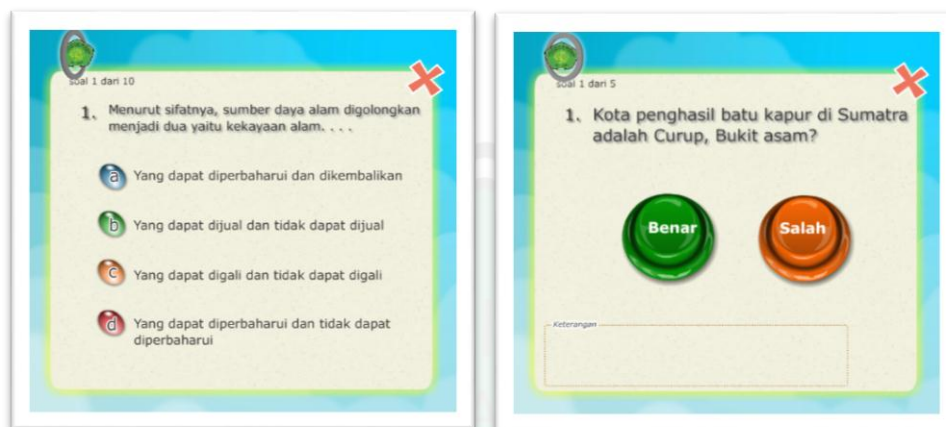 soal 1 dari 10
1. Menurut sifatnya, sumber daya alam digolongkan
menjadi dua yaitu kekayaan alam. . . .
a Yang dapat diperbaharui dan dikembalikan
b Yang dapat dijual dan tidak dapat dijual
c Yang dapat digali dan tidak dapat digali
d Yang dapat diperbaharui dan tidak dapat
diperbaharui
soal 1 dari 5
1. Kota penghasil batu kapur di Sumatra
adalah Curup, Bukit asam?
Benar
Salah
Keterangan